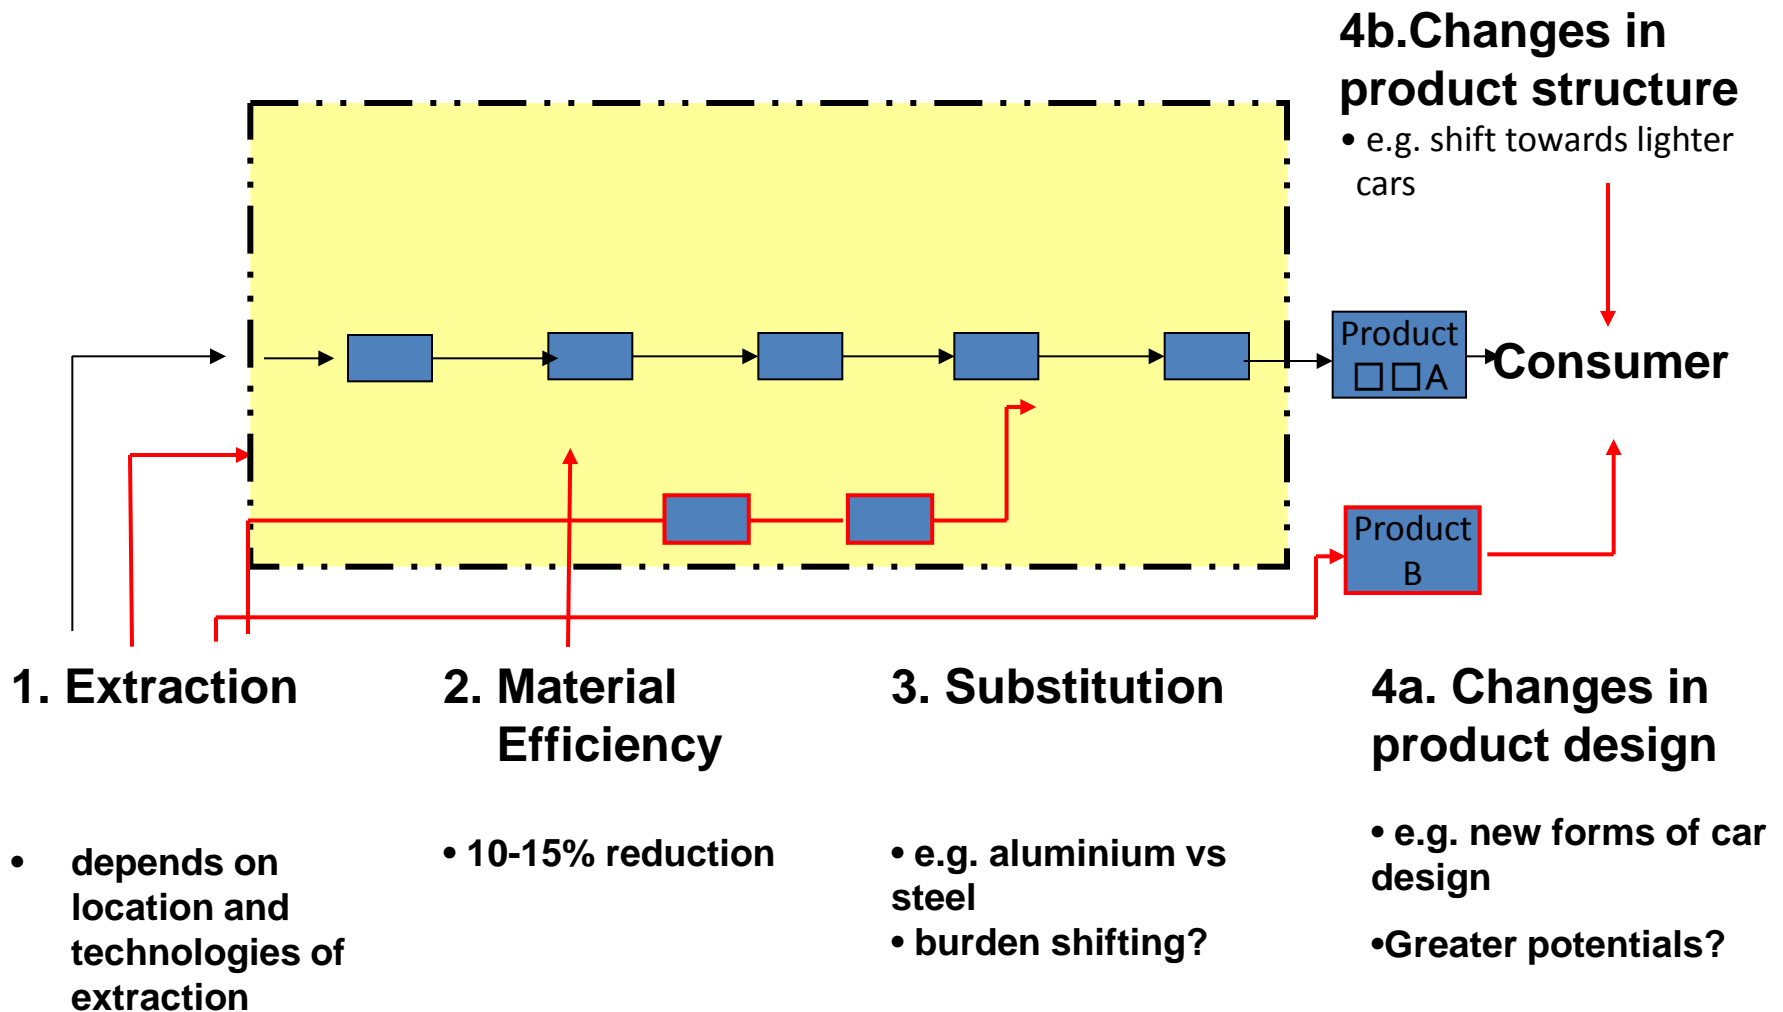 4b.Changes in
product structure
• e.g. shift towards lighter
cars
Product
□□A
Consumer
Product
B
1. Extraction
2. Material
Efficiency
3. Substitution
4a. Changes in
product design
• depends on
location and
technologies of
extraction
• 10-15% reduction
• e.g. aluminium vs
steel
• burden shifting?
• e.g. new forms of car
design
•Greater potentials?